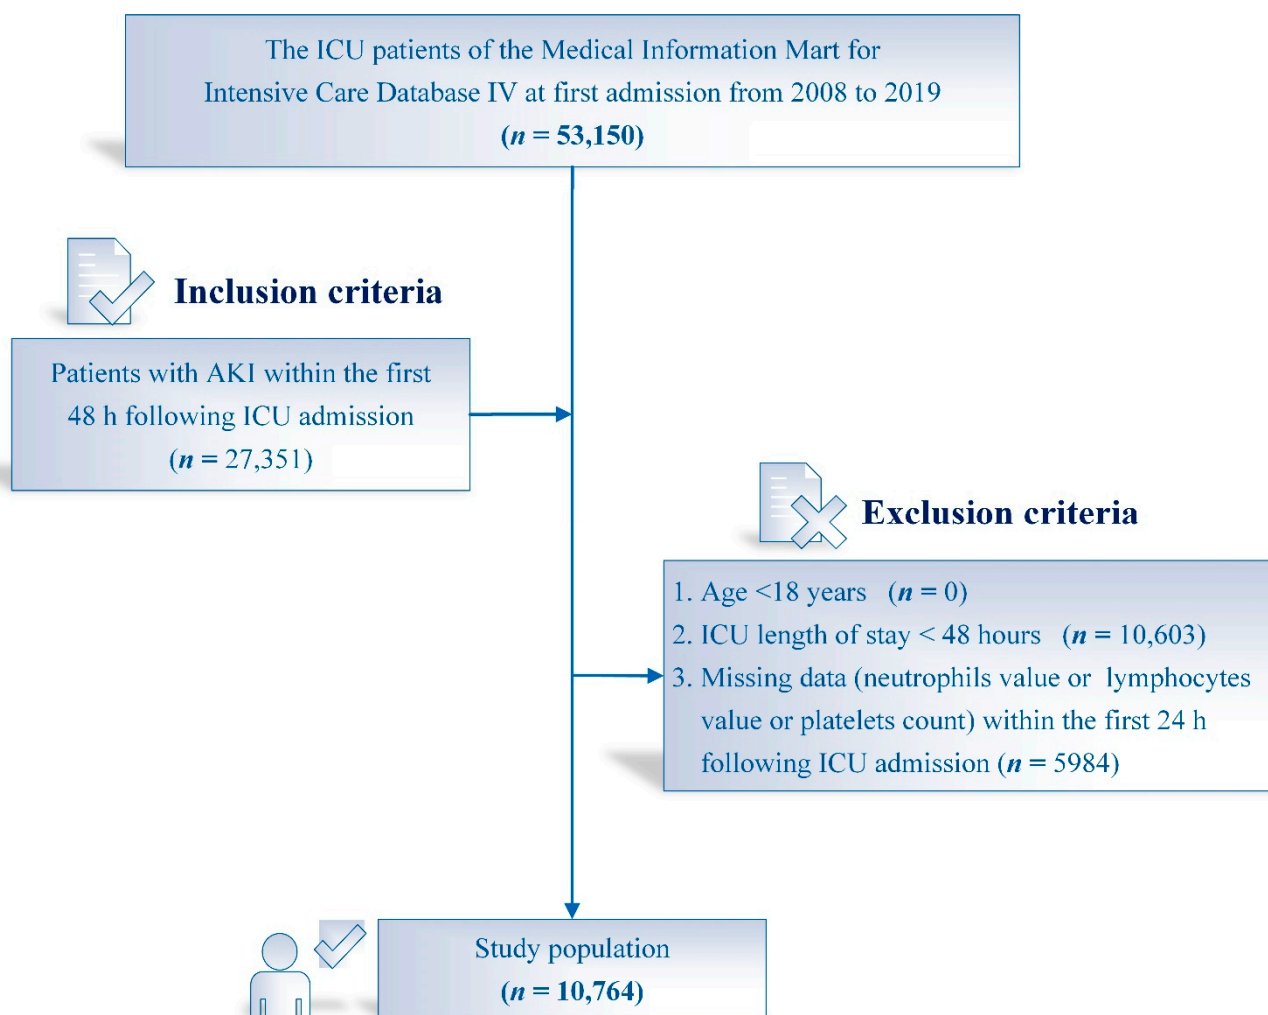 The ICU patients of the Medical Information Mart for
Intensive Care Database IV at first admission from 2008 to 2019
(n = 53,150)
Inclusion criteria
Patients with AKI within the first
48 h following ICU admission
(n = 27,351)
Exclusion criteria
1. Age <18 years (n = 0)
2. ICU length of stay < 48 hours (n = 10,603)
3. Missing data (neutrophils value or lymphocytes
value or platelets count) within the first 24 h
following ICU admission (n = 5984)
Study population
(n = 10,764)